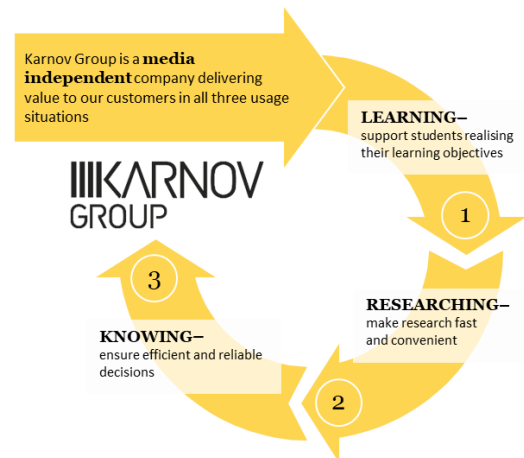 Karnov Group is a media
independent company delivering
value to our customers in all three usage
situations
LEARNING–
support students realising
their learning objectives
KARNOV
GROUP
1
3
RESEARCHING–
make research fast
and convenient
KNOWING–
ensure efficient and reliable
decisions
2